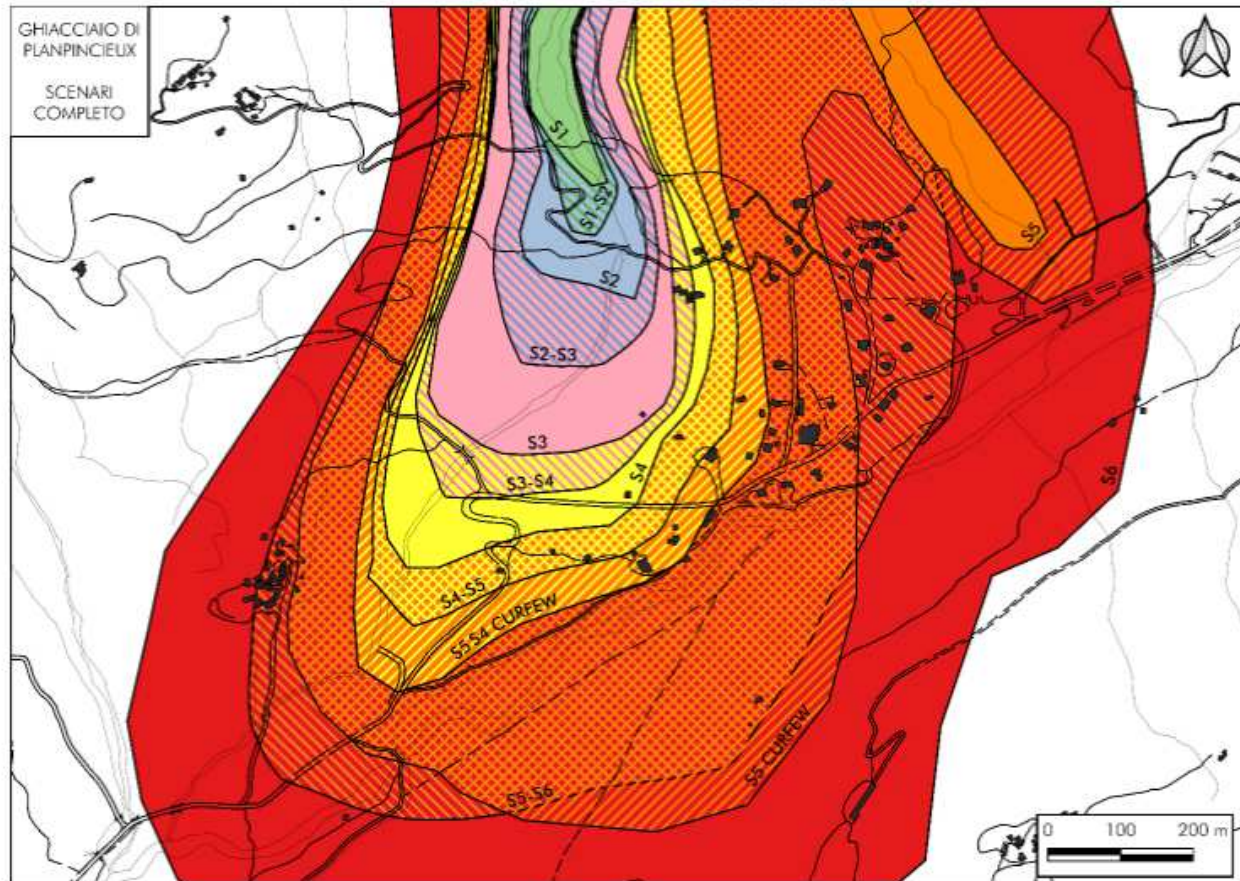 GHIACCIAIO DI
PLANPINCIEUX
SCENARI
COMPLETO
S1
S1-S2
S2
S5
S2-S3
S3
S4
S3-S4
S6
S4-S5
S5 S4 CURFEW
S5-CURFEW
S5-S6
0 100 200 m